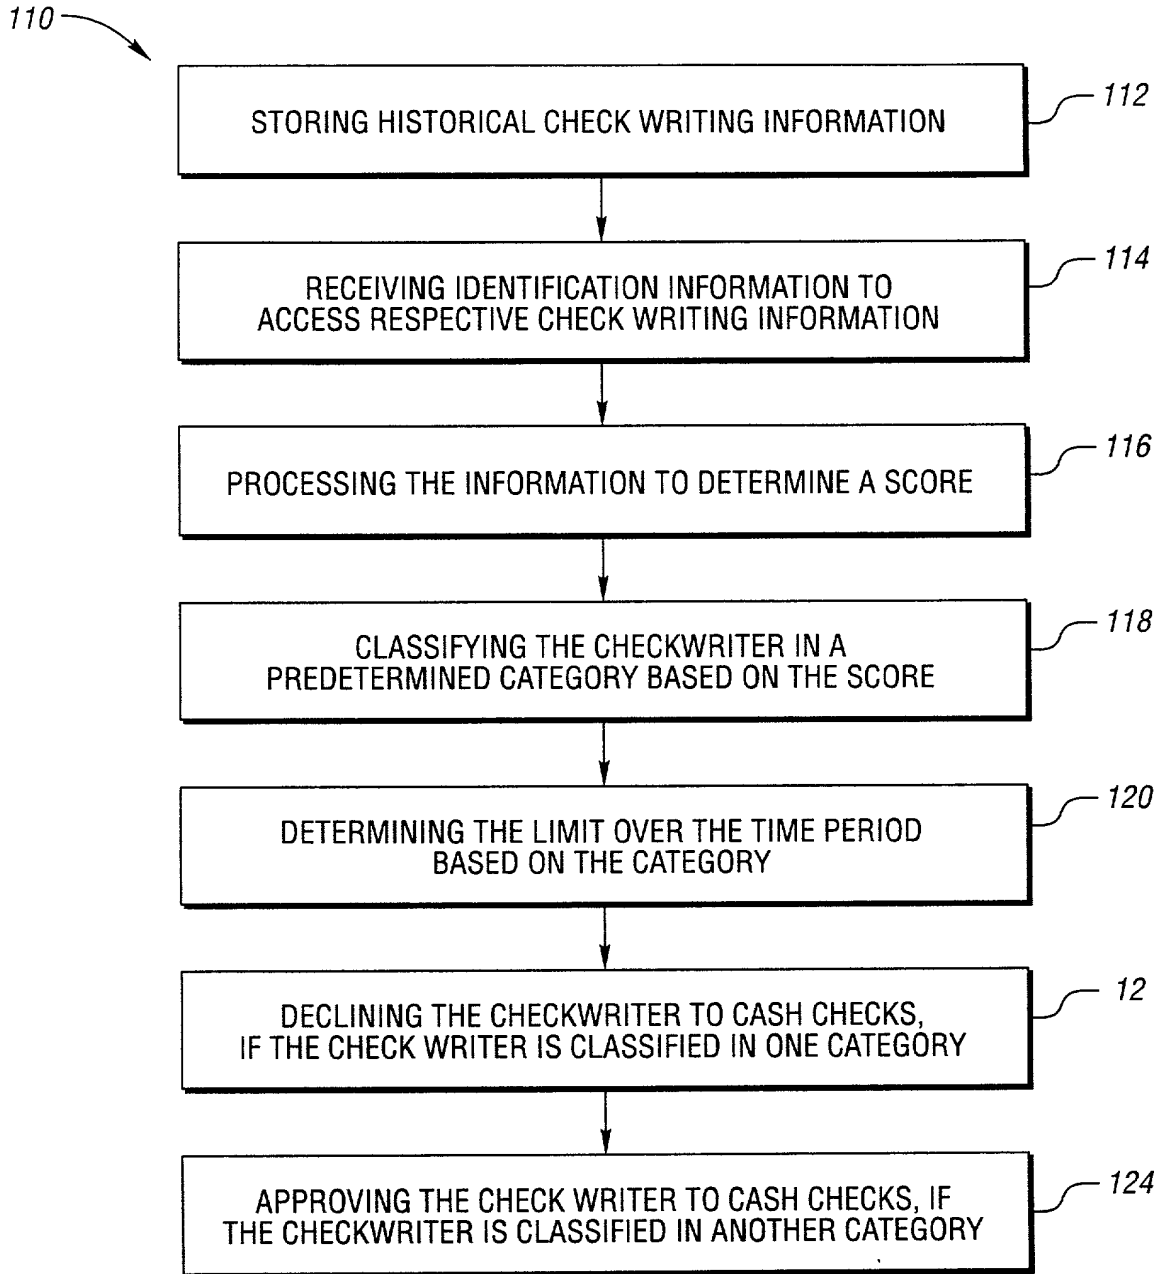 110
STORING HISTORICAL CHECK WRITING INFORMATION
112
RECEIVING IDENTIFICATION INFORMATION TO
ACCESS RESPECTIVE CHECK WRITING INFORMATION
114
PROCESSING THE INFORMATION TO DETERMINE A SCORE
116
CLASSIFYING THE CHECKWRITER IN A
PREDETERMINED CATEGORY BASED ON THE SCORE
118
DETERMINING THE LIMIT OVER THE TIME PERIOD
BASED ON THE CATEGORY
120
DECLINING THE CHECKWRITER TO CASH CHECKS,
IF THE CHECK WRITER IS CLASSIFIED IN ONE CATEGORY
12
APPROVING THE CHECK WRITER TO CASH CHECKS, IF
THE CHECKWRITER IS CLASSIFIED IN ANOTHER CATEGORY
124